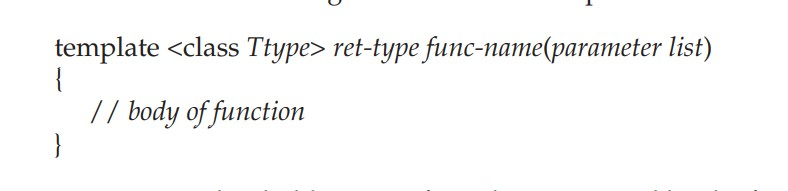 template <class Ttype> ret-type func-name(parameter list)
{
// body of function
}